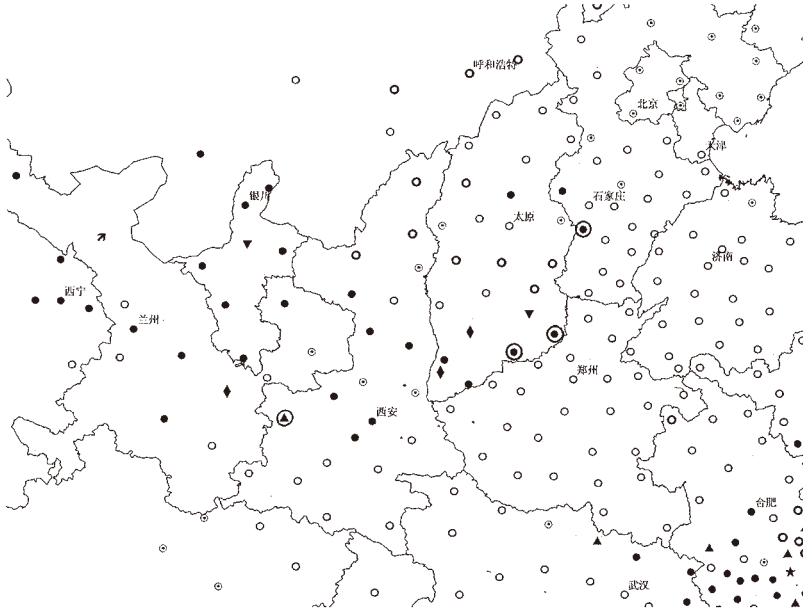 呼和浩特
北京
天津
银川
石家庄
太原
济南
西宁
兰州
郑州
西安
合肥
武汉